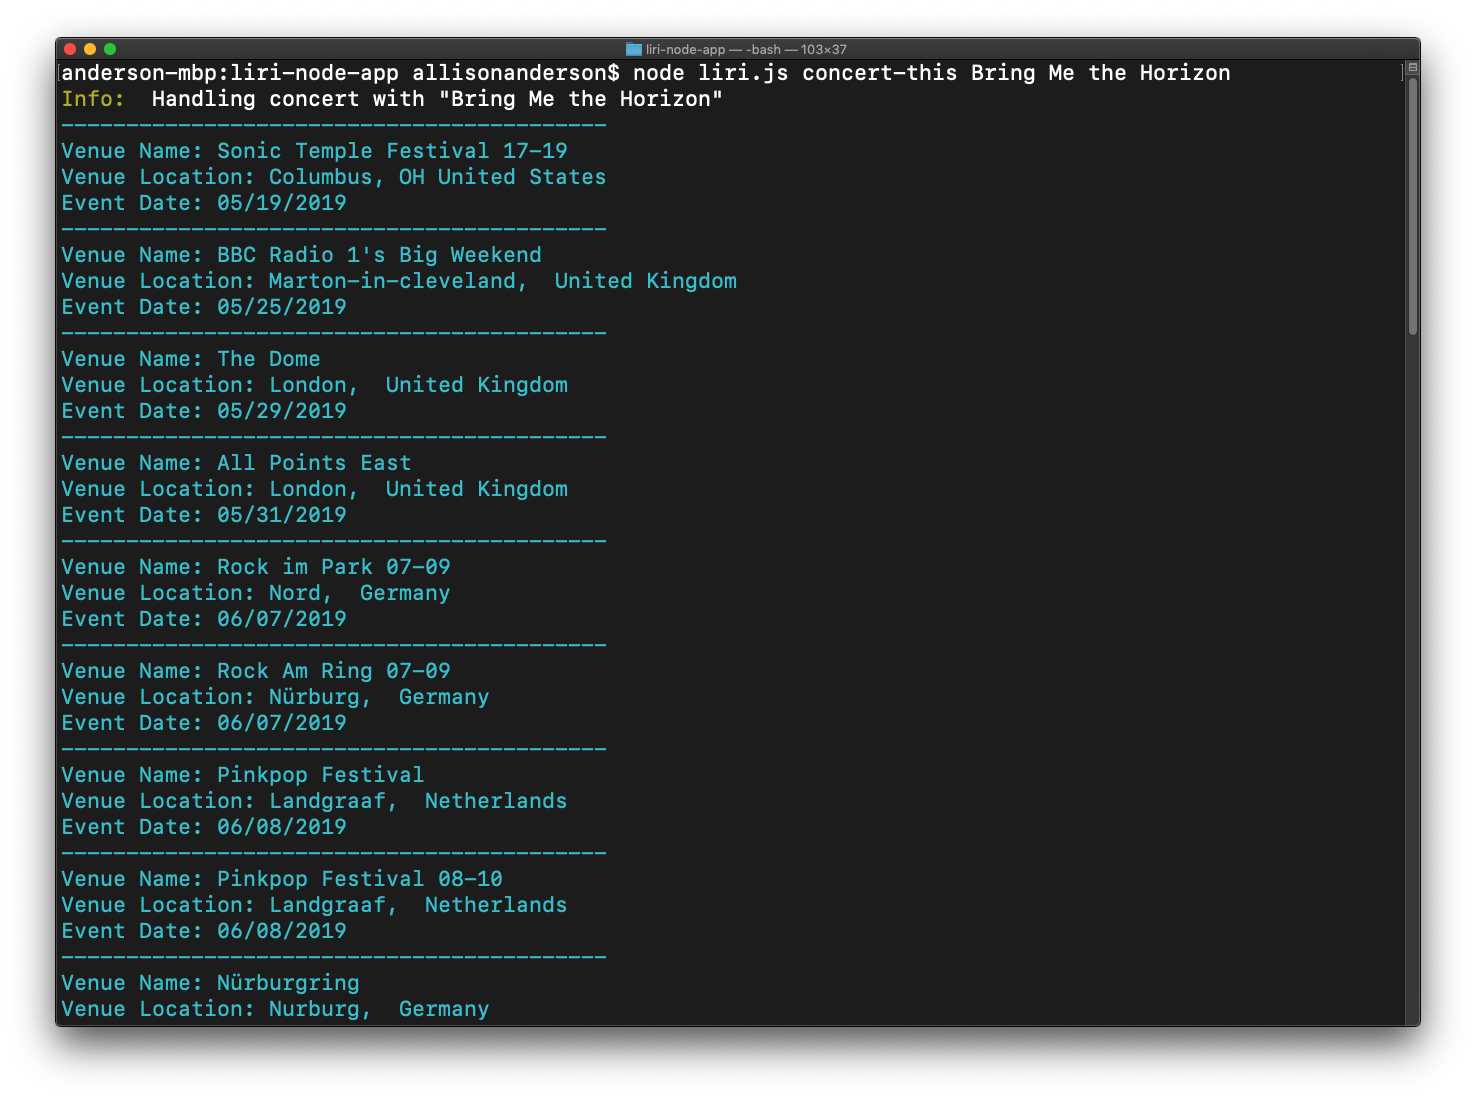 liri-node-app — -bash — 103×37
[anderson-mbp:liri-node-app allisonanderson$ node liri.js concert-this Bring Me the Horizon ]
Info:  Handling concert with "Bring Me the Horizon"
------------------------------------------
Venue Name: Sonic Temple Festival 17-19
Venue Location: Columbus, OH United States
Event Date: 05/19/2019
------------------------------------------
Venue Name: BBC Radio 1's Big Weekend
Venue Location: Marton-in-cleveland,  United Kingdom
Event Date: 05/25/2019
------------------------------------------
Venue Name: The Dome
Venue Location: London,  United Kingdom
Event Date: 05/29/2019
------------------------------------------
Venue Name: All Points East
Venue Location: London,  United Kingdom
Event Date: 05/31/2019
------------------------------------------
Venue Name: Rock im Park 07-09
Venue Location: Nord,  Germany
Event Date: 06/07/2019
------------------------------------------
Venue Name: Rock Am Ring 07-09
Venue Location: Nürburg,  Germany
Event Date: 06/07/2019
------------------------------------------
Venue Name: Pinkpop Festival
Venue Location: Landgraaf,  Netherlands
Event Date: 06/08/2019
------------------------------------------
Venue Name: Pinkpop Festival 08-10
Venue Location: Landgraaf,  Netherlands
Event Date: 06/08/2019
------------------------------------------
Venue Name: Nürburgring
Venue Location: Nurburg,  Germany